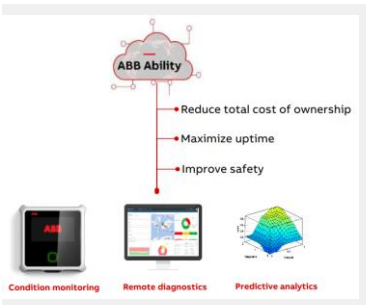 ABB Ability
Reduce total cost of ownership
Maximize uptime
Improve safety
ABB
Condition monitoring
Remote diagnostics
Predictive analytics